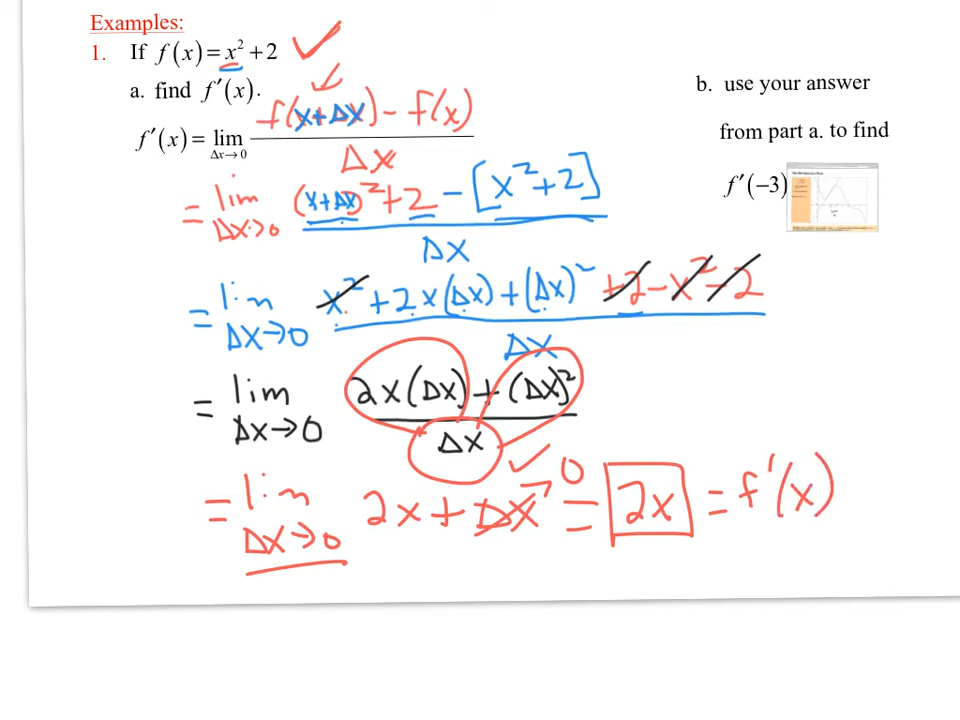 Examples:
1. If f(x) = x² + 2 ✓
a. find f′(x).
f′(x) = lim Δx→0 (f(x+Δx) − f(x)) / Δx
= lim Δx→0 ((x+Δx)² + 2 − [x² + 2]) / Δx
= lim Δx→0 (x² + 2x(Δx) + (Δx)² + 2 − x² − 2) / Δx
= lim Δx→0 (2x(Δx) + (Δx)²) / Δx
= lim Δx→0 2x + Δx → 0 = 2x = f′(x)
b. use your answer
from part a. to find
f′(−3)